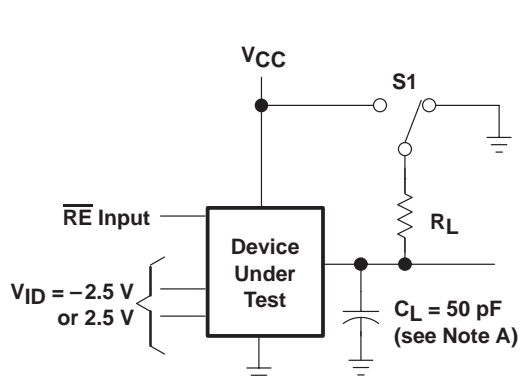 VCC
S1
RE Input
RL
Device
Under
Test
VID = −2.5 V
or 2.5 V
CL = 50 pF
(see Note A)